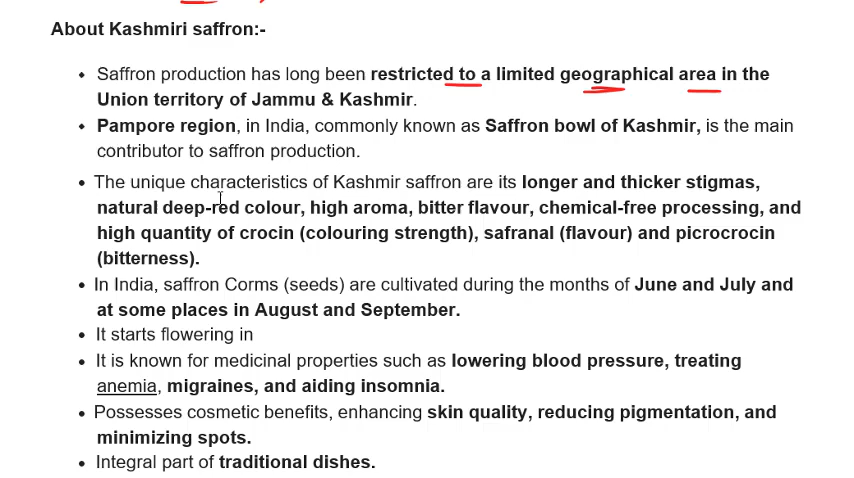 About Kashmiri saffron:-
• Saffron production has long been restricted to a limited geographical area in the
Union territory of Jammu & Kashmir.
• Pampore region, in India, commonly known as Saffron bowl of Kashmir, is the main
contributor to saffron production.
• The unique characteristics of Kashmir saffron are its longer and thicker stigmas,
natural deep-red colour, high aroma, bitter flavour, chemical-free processing, and
high quantity of crocin (colouring strength), safranal (flavour) and picrocrocin
(bitterness).
• In India, saffron Corms (seeds) are cultivated during the months of June and July and
at some places in August and September.
• It starts flowering in
• It is known for medicinal properties such as lowering blood pressure, treating
anemia, migraines, and aiding insomnia.
• Possesses cosmetic benefits, enhancing skin quality, reducing pigmentation, and
minimizing spots.
• Integral part of traditional dishes.